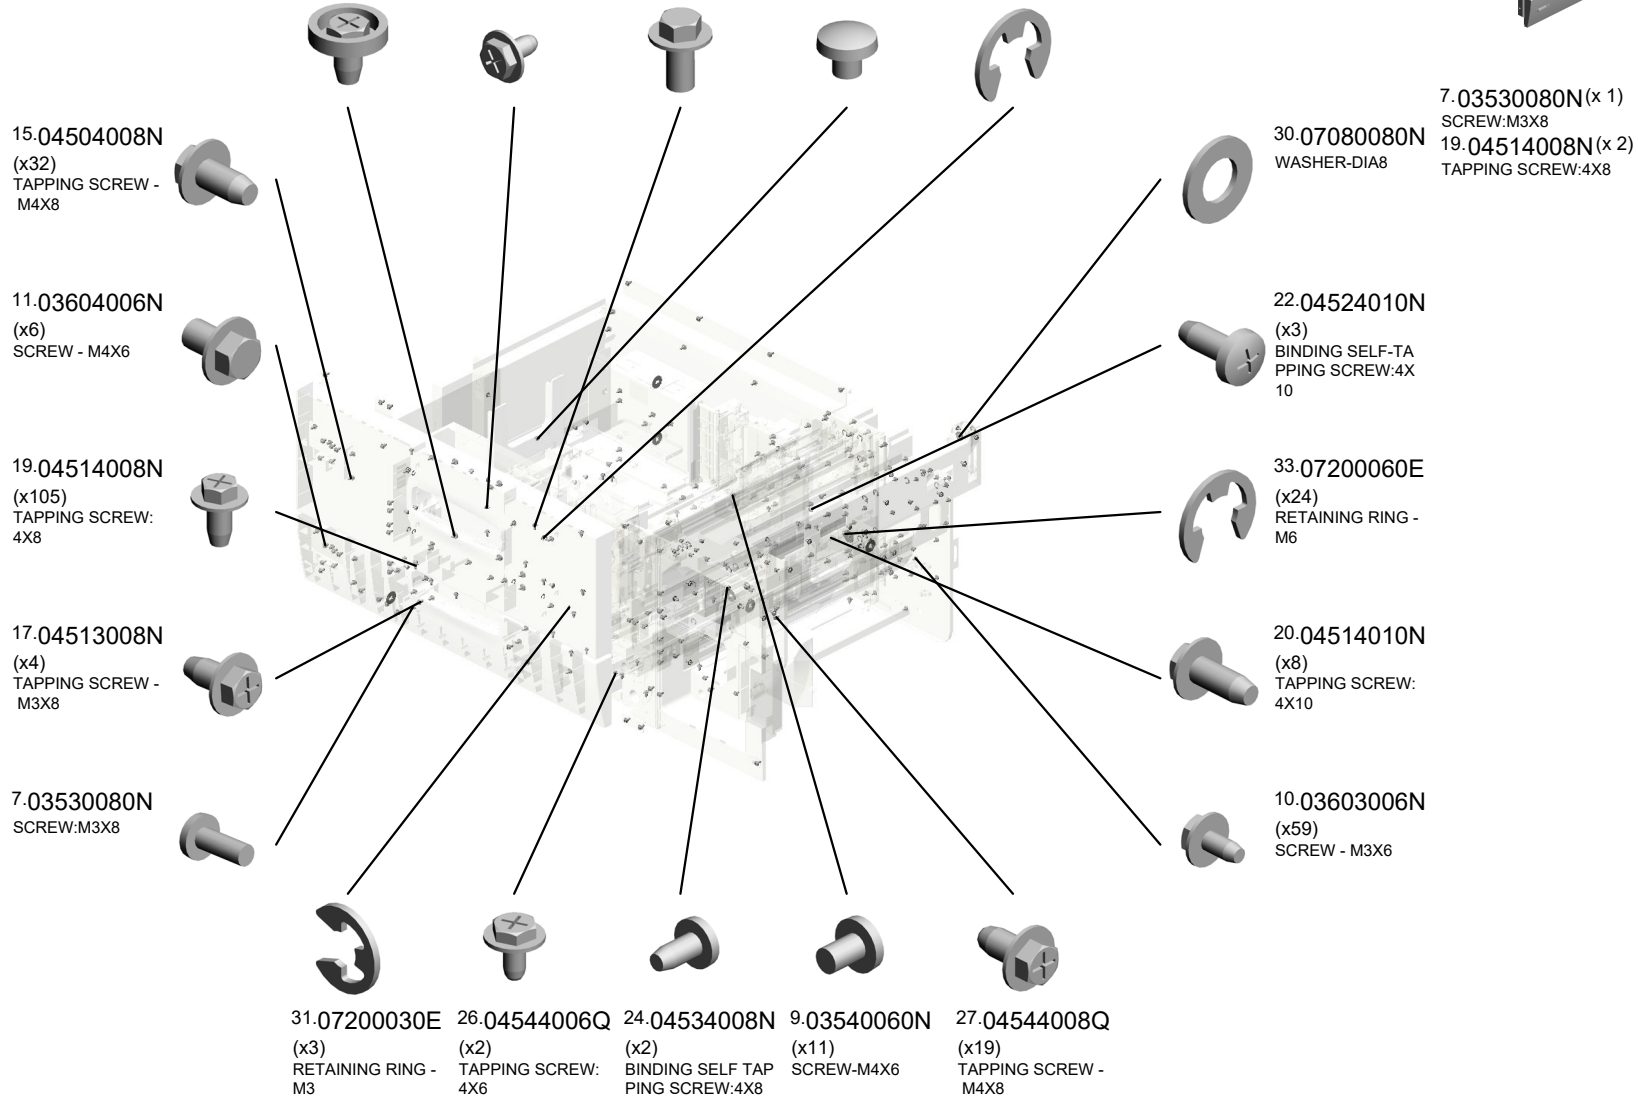 15.04504008N
(x32)
TAPPING SCREW -
M4X8
11.03604006N
(x6)
SCREW - M4X6
19.04514008N
(x105)
TAPPING SCREW:
4X8
17.04513008N
(x4)
TAPPING SCREW -
M3X8
7.03530080N
SCREW:M3X8
31.07200030E
(x3)
RETAINING RING -
M3
26.04544006Q
(x2)
TAPPING SCREW:
4X6
24.04534008N
(x2)
BINDING SELF TAP
PING SCREW:4X8
9.03540060N
(x11)
SCREW-M4X6
27.04544008Q
(x19)
TAPPING SCREW -
M4X8
30.07080080N
WASHER-DIA8
22.04524010N
(x3)
BINDING SELF-TA
PPING SCREW:4X
10
33.07200060E
(x24)
RETAINING RING -
M6
20.04514010N
(x8)
TAPPING SCREW:
4X10
10.03603006N
(x59)
SCREW - M3X6
7.03530080N(x 1)
SCREW:M3X8
19.04514008N(x 2)
TAPPING SCREW:4X8